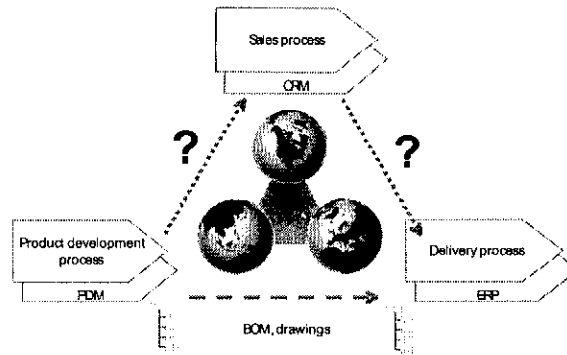 Sales process
CRM
?
?
Product development
process
PDM
Delivery process
ERP
BOM, drawings